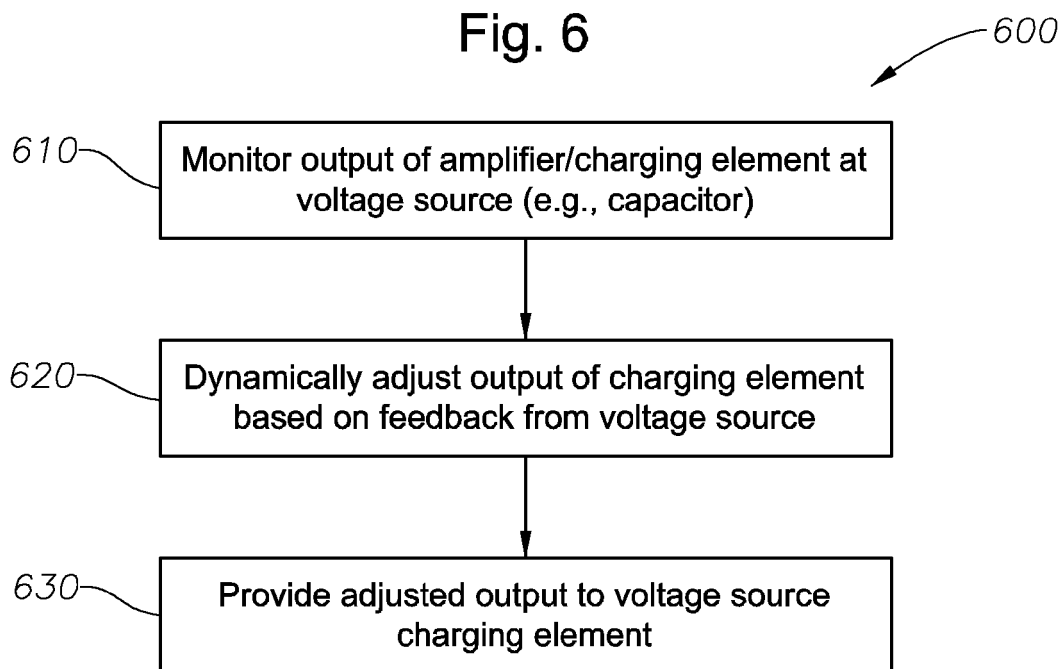 Fig. 6
600
610
Monitor output of amplifier/charging element at
voltage source (e.g., capacitor)
620
Dynamically adjust output of charging element
based on feedback from voltage source
630
Provide adjusted output to voltage source
charging element